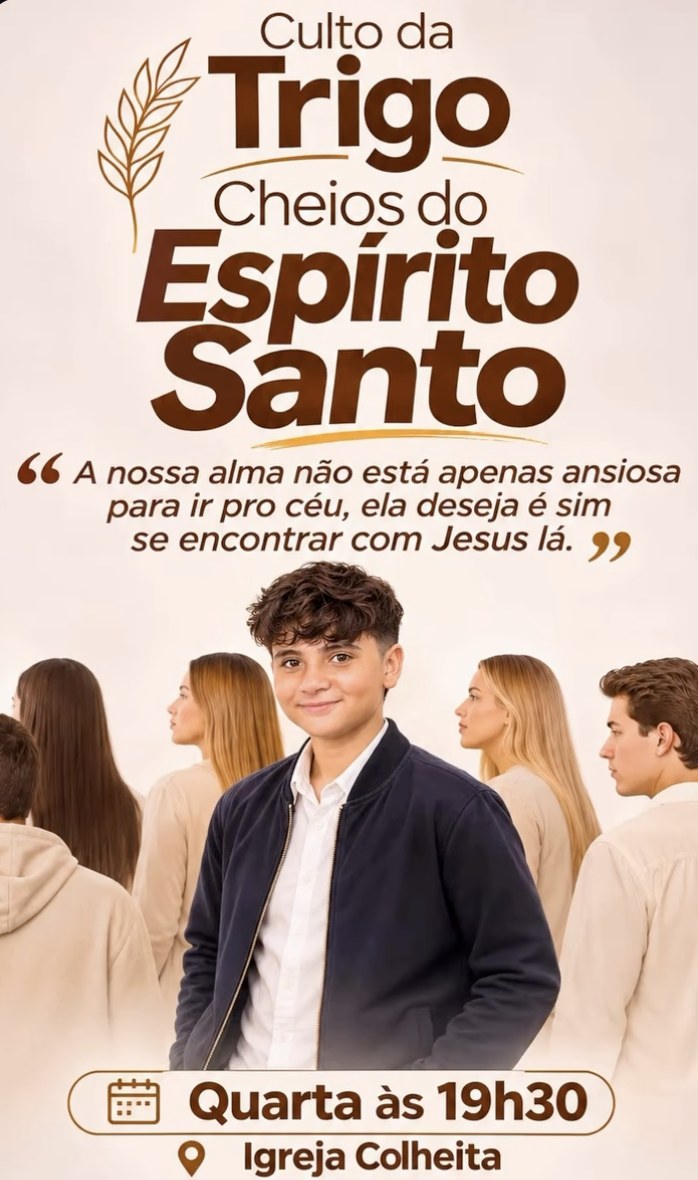 Culto da
Trigo
Cheios do
Espírito
Santo
“ A nossa alma não está apenas ansiosa
para ir pro céu, ela deseja é sim
se encontrar com Jesus lá. ”
Quarta às 19h30
Igreja Colheita